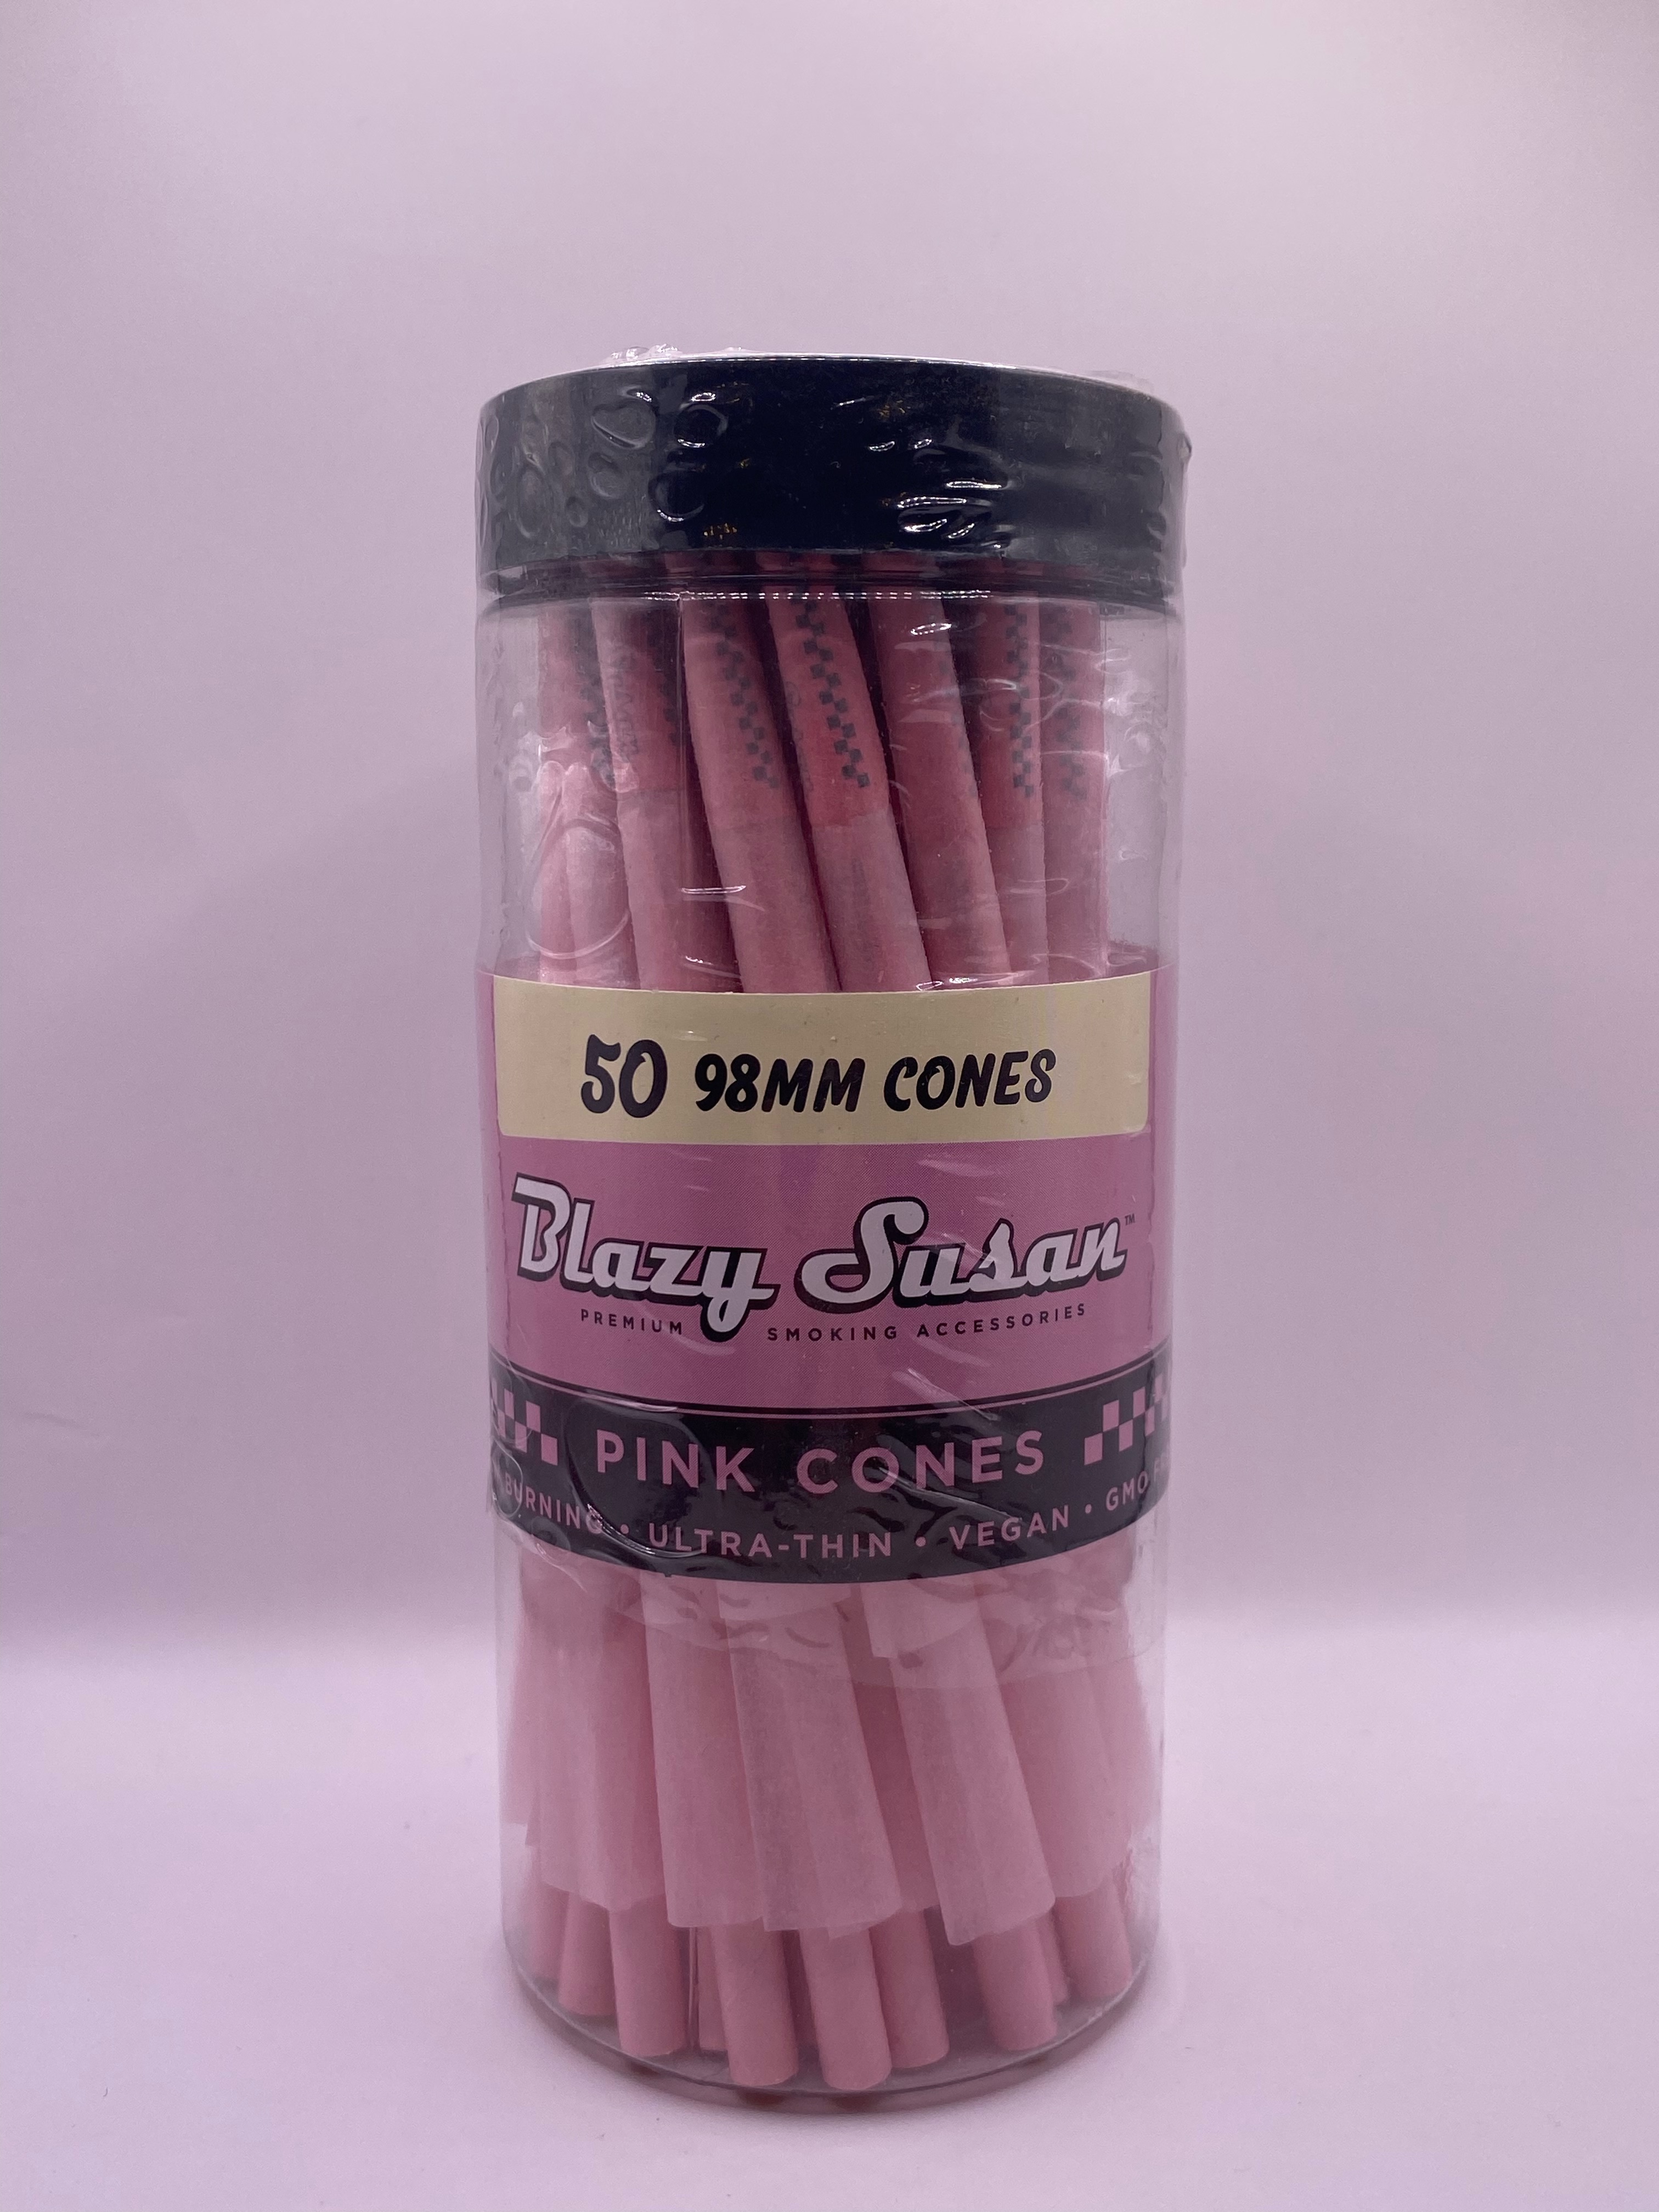 50 98MM CONES
Blazy Susan™
PREMIUM SMOKING ACCESSORIES
PINK CONES
BURNING • ULTRA-THIN • VEGAN • GMO